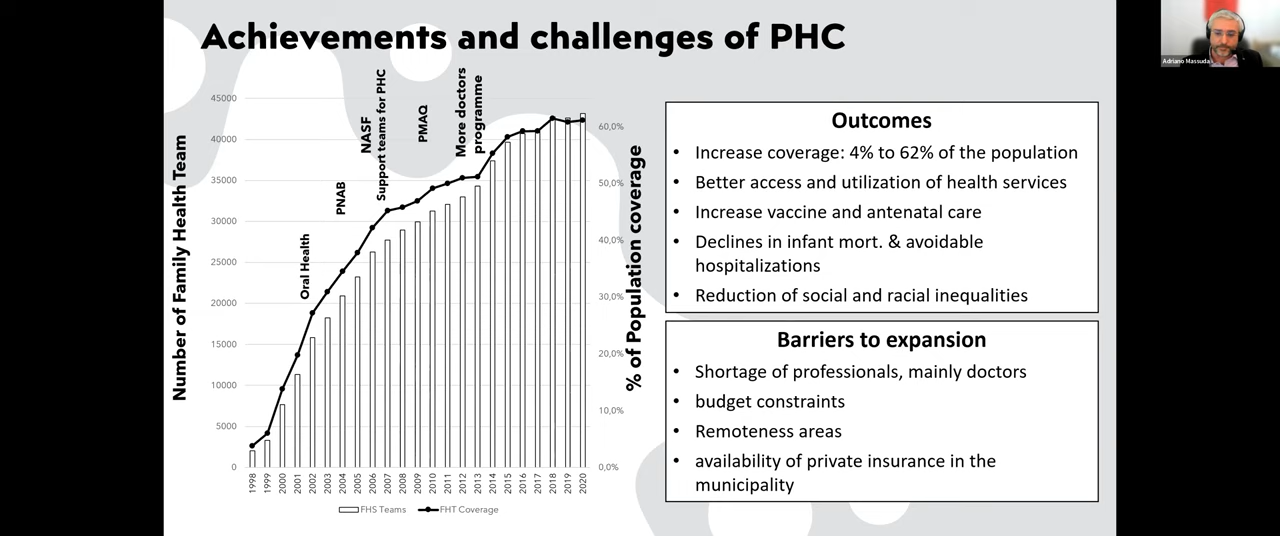 Achievements and challenges of PHC
Adriano Massuda
Number of Family Health Team
45000
40000
35000
30000
25000
20000
15000
10000
5000
0
Oral Health
PNAB
NASF
Support teams for PHC
PMAQ
More doctors
programme
60,0%
50,0%
40,0%
30,0%
20,0%
10,0%
0,0%
% of Population coverage
1998
1999
2000
2001
2002
2003
2004
2005
2006
2007
2008
2009
2010
2011
2012
2013
2014
2015
2016
2017
2018
2019
2020
FHS Teams
FHT Coverage
Outcomes
• Increase coverage: 4% to 62% of the population
• Better access and utilization of health services
• Increase vaccine and antenatal care
• Declines in infant mort. & avoidable
hospitalizations
• Reduction of social and racial inequalities
Barriers to expansion
• Shortage of professionals, mainly doctors
• budget constraints
• Remoteness areas
• availability of private insurance in the
municipality